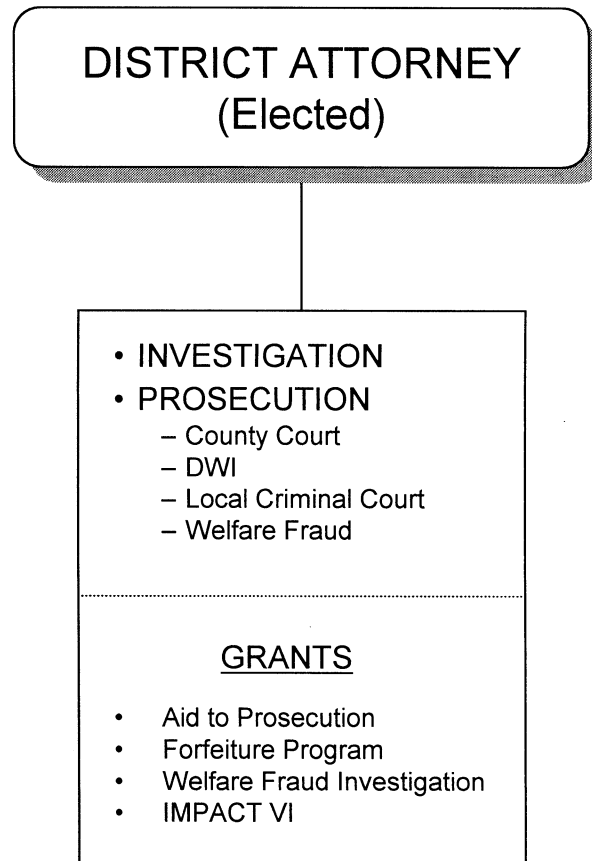 DISTRICT ATTORNEY
(Elected)
• INVESTIGATION
• PROSECUTION
– County Court
– DWI
– Local Criminal Court
– Welfare Fraud
GRANTS
• Aid to Prosecution
• Forfeiture Program
• Welfare Fraud Investigation
• IMPACT VI